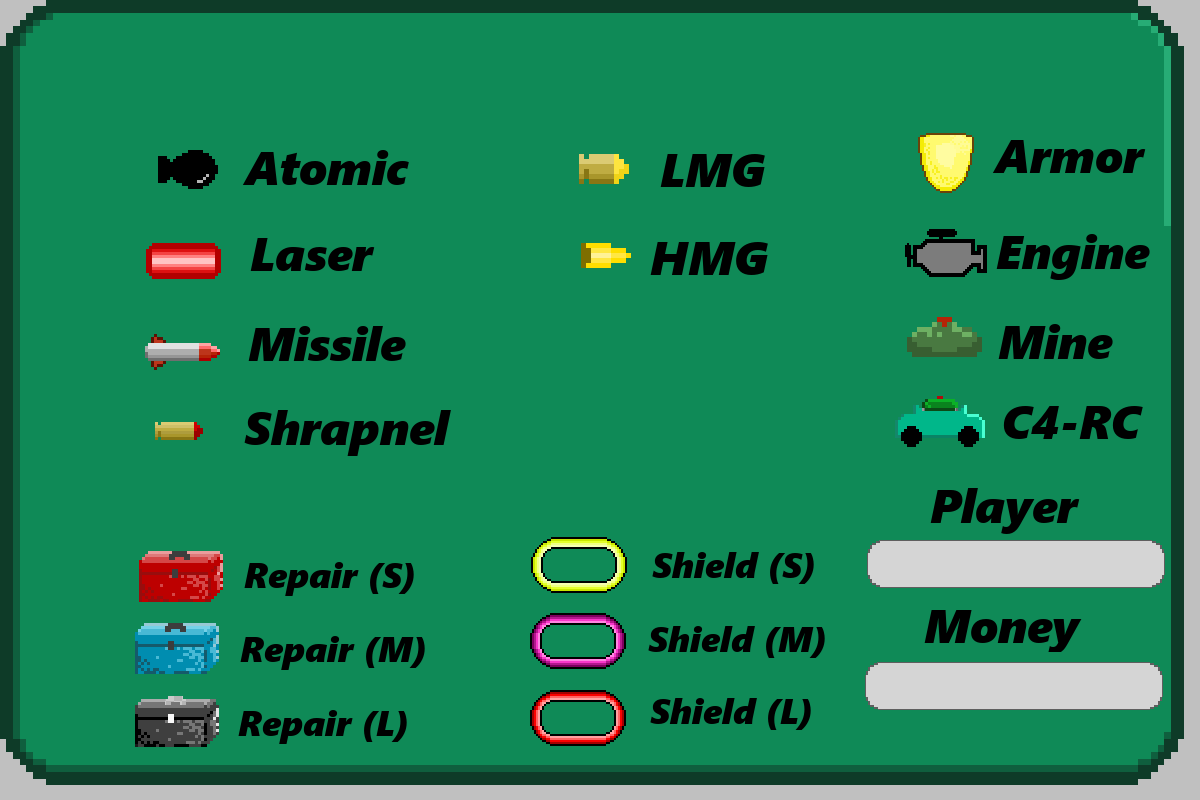 Atomic
LMG
Armor
Laser
HMG
Engine
Missile
Mine
Shrapnel
C4-RC
Player
Repair (S)
Shield (S)
Money
Repair (M)
Shield (M)
Repair (L)
Shield (L)